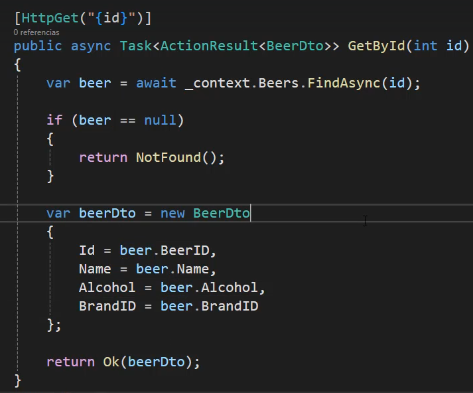 [HttpGet("{id}")]
0 referencias
public async Task<ActionResult<BeerDto>> GetById(int id)
{
var beer = await _context.Beers.FindAsync(id);
if (beer == null)
{
return NotFound();
}
var beerDto = new BeerDto
{
Id = beer.BeerID,
Name = beer.Name,
Alcohol = beer.Alcohol,
BrandID = beer.BrandID
};
return Ok(beerDto);
}